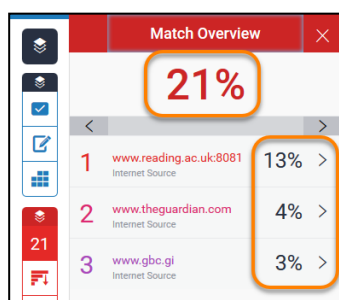 Match Overview
21%
1 www.reading.ac.uk:8081 13%
Internet Source
2 www.theguardian.com 4%
Internet Source
21
3 www.gbc.gi 3%
Internet Source